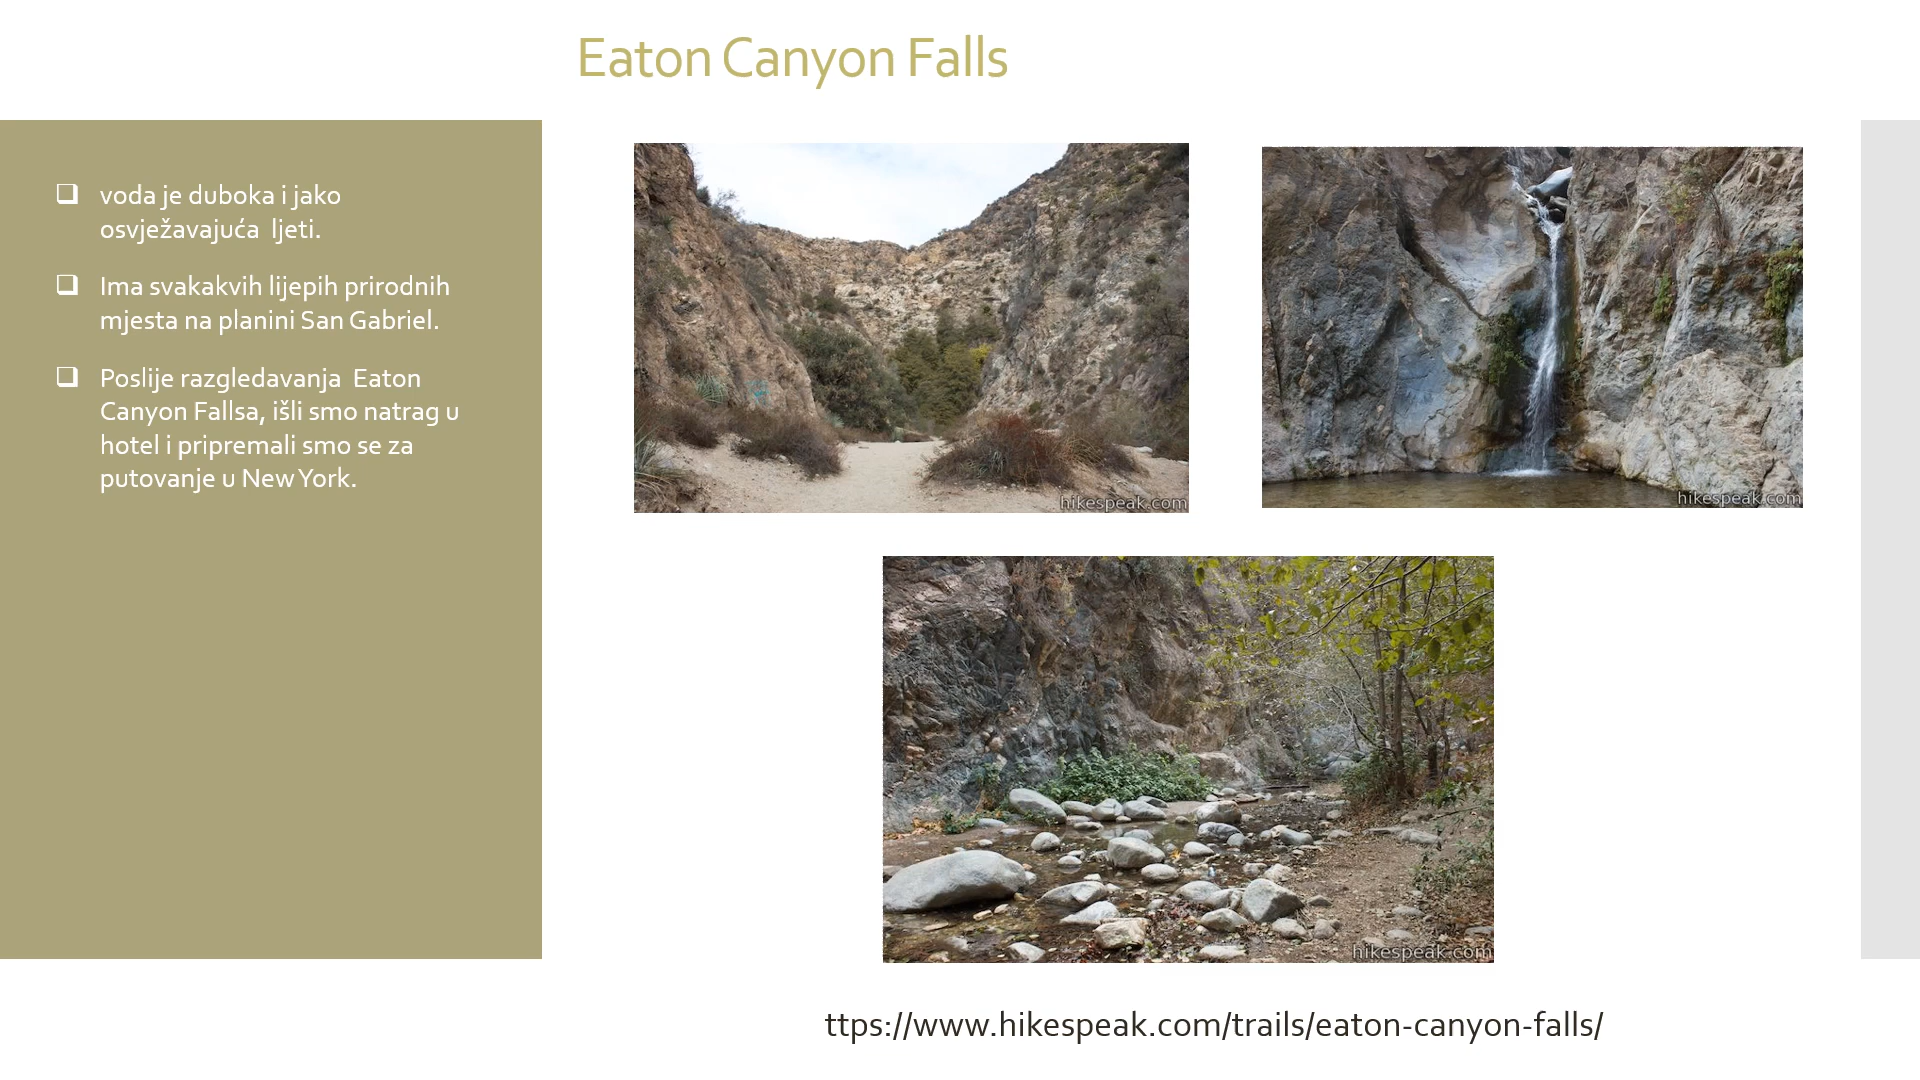 Eaton Canyon Falls
❑ voda je duboka i jako
osvježavajuća  ljeti.
❑ Ima svakakvih lijepih prirodnih
mjesta na planini San Gabriel.
❑ Poslije razgledavanja  Eaton
Canyon Fallsa, išli smo natrag u
hotel i pripremali smo se za
putovanje u New York.
hikespeak.com
hikespeak.com
hikespeak.com
ttps://www.hikespeak.com/trails/eaton-canyon-falls/